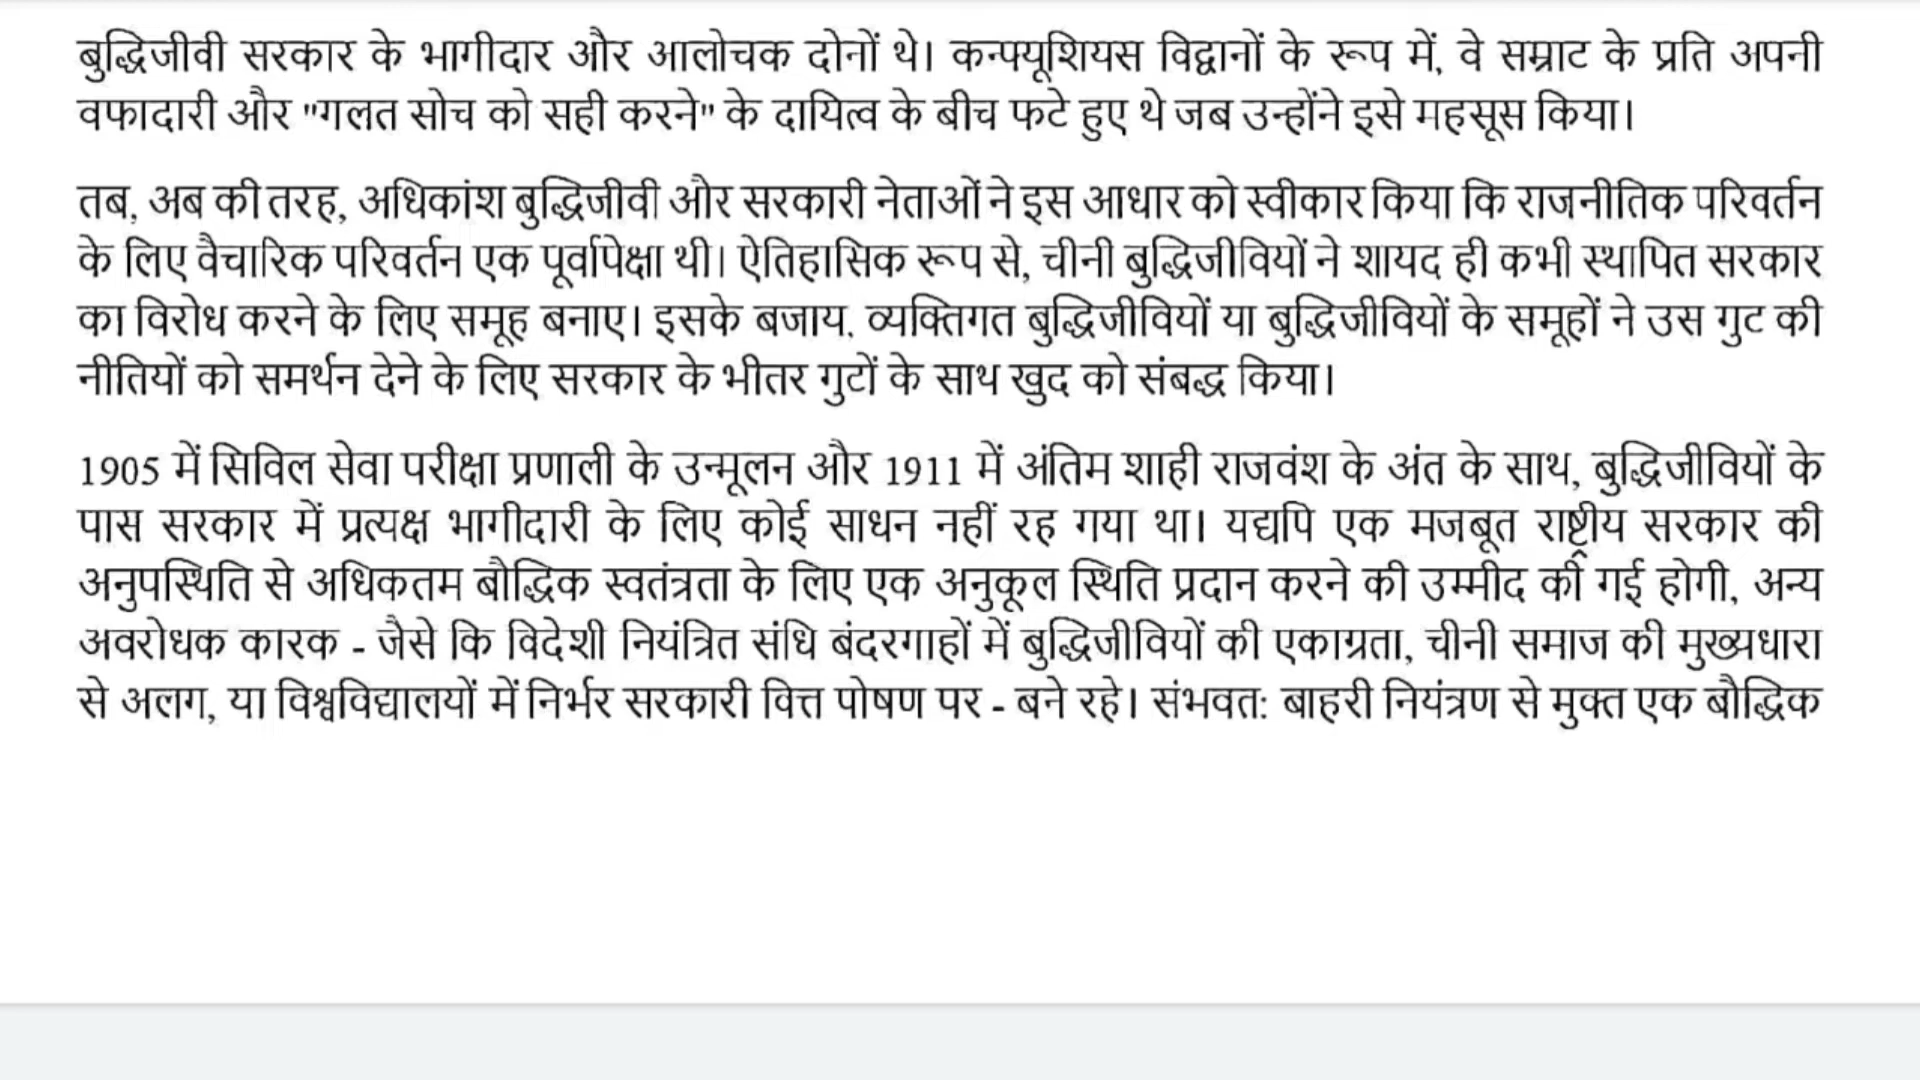 बुद्धिजीवी सरकार के भागीदार और आलोचक दोनों थे। कन्फ्यूशियस विद्वानों के रूप में, वे सम्राट के प्रति अपनी
वफादारी और "गलत सोच को सही करने" के दायित्व के बीच फटे हुए थे जब उन्होंने इसे महसूस किया।
तब, अब की तरह, अधिकांश बुद्धिजीवी और सरकारी नेताओं ने इस आधार को स्वीकार किया कि राजनीतिक परिवर्तन
के लिए वैचारिक परिवर्तन एक पूर्वापेक्षा थी। ऐतिहासिक रूप से, चीनी बुद्धिजीवियों ने शायद ही कभी स्थापित सरकार
का विरोध करने के लिए समूह बनाए। इसके बजाय, व्यक्तिगत बुद्धिजीवियों या बुद्धिजीवियों के समूहों ने उस गुट की
नीतियों को समर्थन देने के लिए सरकार के भीतर गुटों के साथ खुद को संबद्ध किया।
1905 में सिविल सेवा परीक्षा प्रणाली के उन्मूलन और 1911 में अंतिम शाही राजवंश के अंत के साथ, बुद्धिजीवियों के
पास सरकार में प्रत्यक्ष भागीदारी के लिए कोई साधन नहीं रह गया था। यद्यपि एक मजबूत राष्ट्रीय सरकार की
अनुपस्थिति से अधिकतम बौद्धिक स्वतंत्रता के लिए एक अनुकूल स्थिति प्रदान करने की उम्मीद की गई होगी, अन्य
अवरोधक कारक - जैसे कि विदेशी नियंत्रित संधि बंदरगाहों में बुद्धिजीवियों की एकाग्रता, चीनी समाज की मुख्यधारा
से अलग, या विश्वविद्यालयों में निर्भर सरकारी वित्त पोषण पर - बने रहे। संभवत: बाहरी नियंत्रण से मुक्त एक बौद्धिक